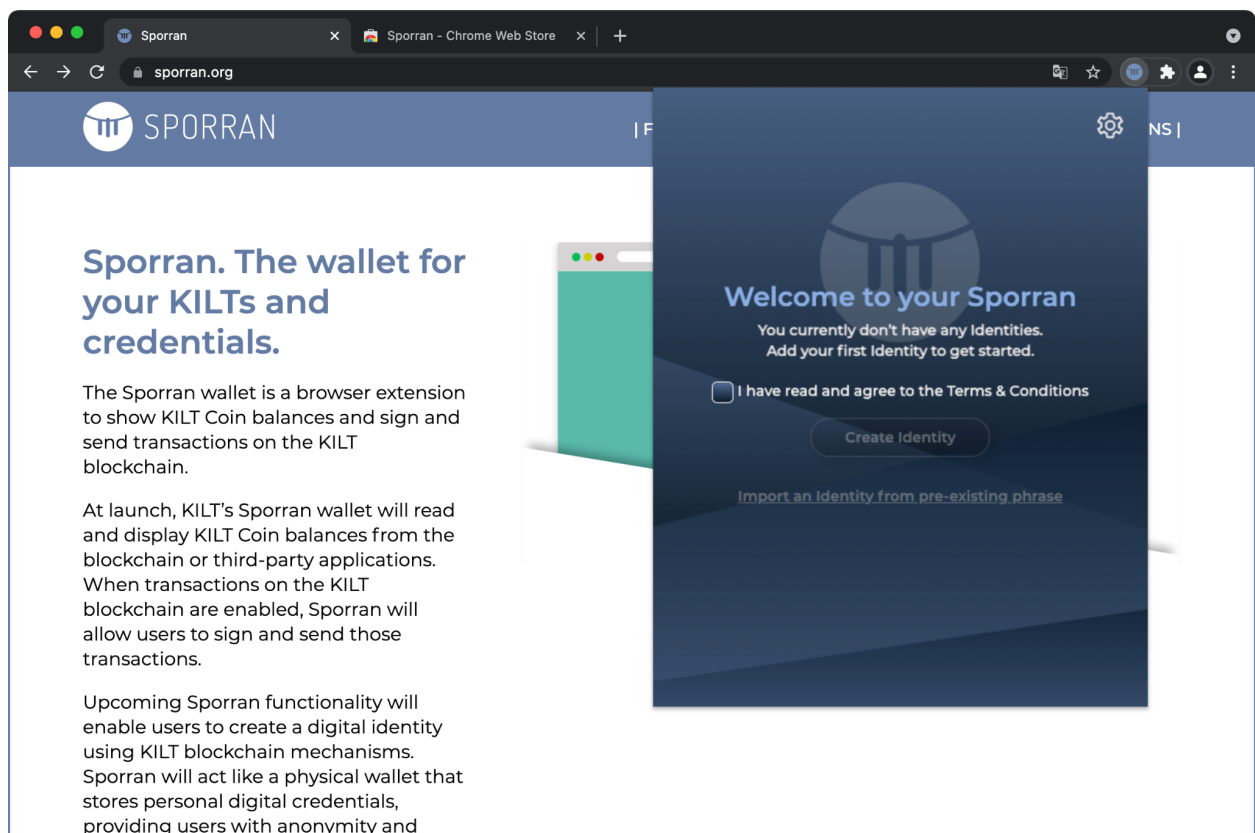 Sporran
Sporran - Chrome Web Store
sporran.org
SPORRAN
| F
NS |
Sporran. The wallet for
your KILTs and
credentials.
The Sporran wallet is a browser extension
to show KILT Coin balances and sign and
send transactions on the KILT
blockchain.
At launch, KILT’s Sporran wallet will read
and display KILT Coin balances from the
blockchain or third-party applications.
When transactions on the KILT
blockchain are enabled, Sporran will
allow users to sign and send those
transactions.
Upcoming Sporran functionality will
enable users to create a digital identity
using KILT blockchain mechanisms.
Sporran will act like a physical wallet that
stores personal digital credentials,
providing users with anonymity and
Welcome to your Sporran
You currently don’t have any Identities.
Add your first Identity to get started.
I have read and agree to the Terms & Conditions
Create Identity
Import an Identity from pre-existing phrase